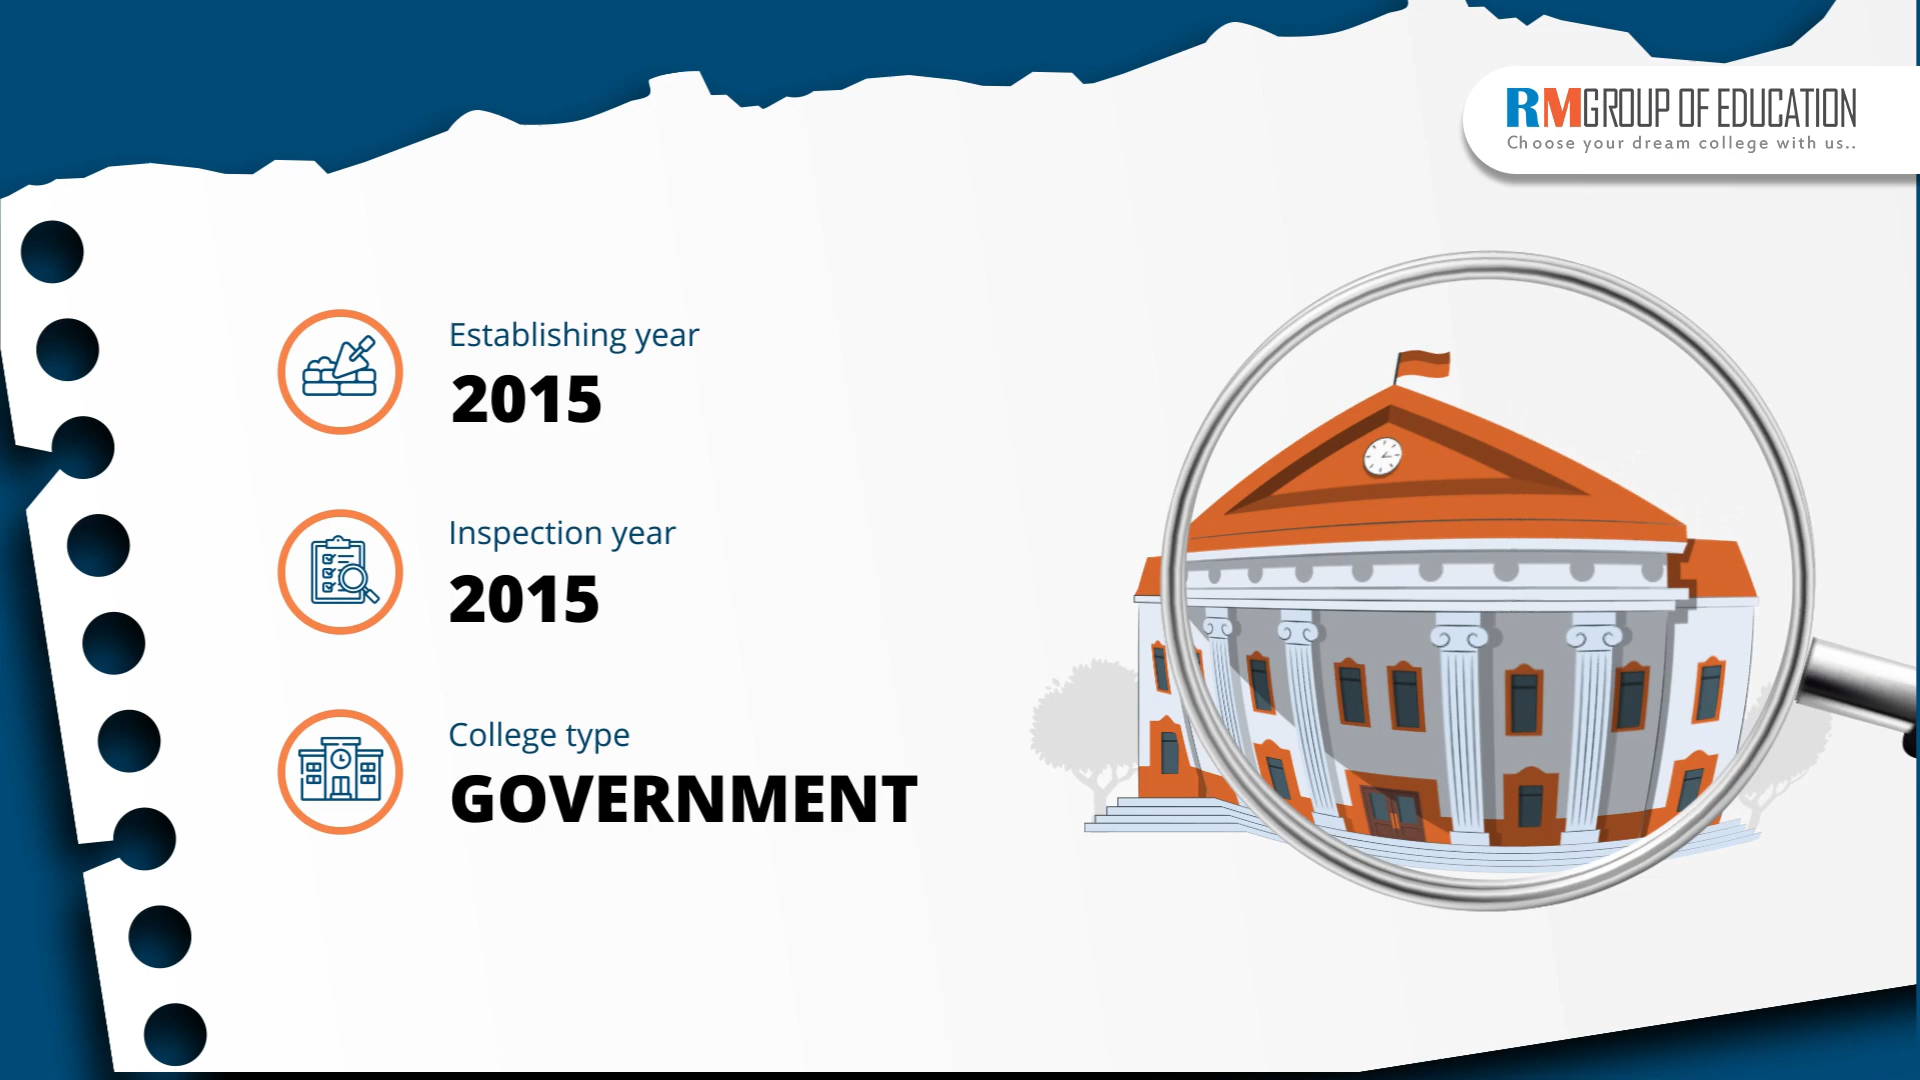 RMGROUP OF EDUCATION
Choose your dream college with us..
Establishing year
2015
Inspection year
2015
College type
GOVERNMENT